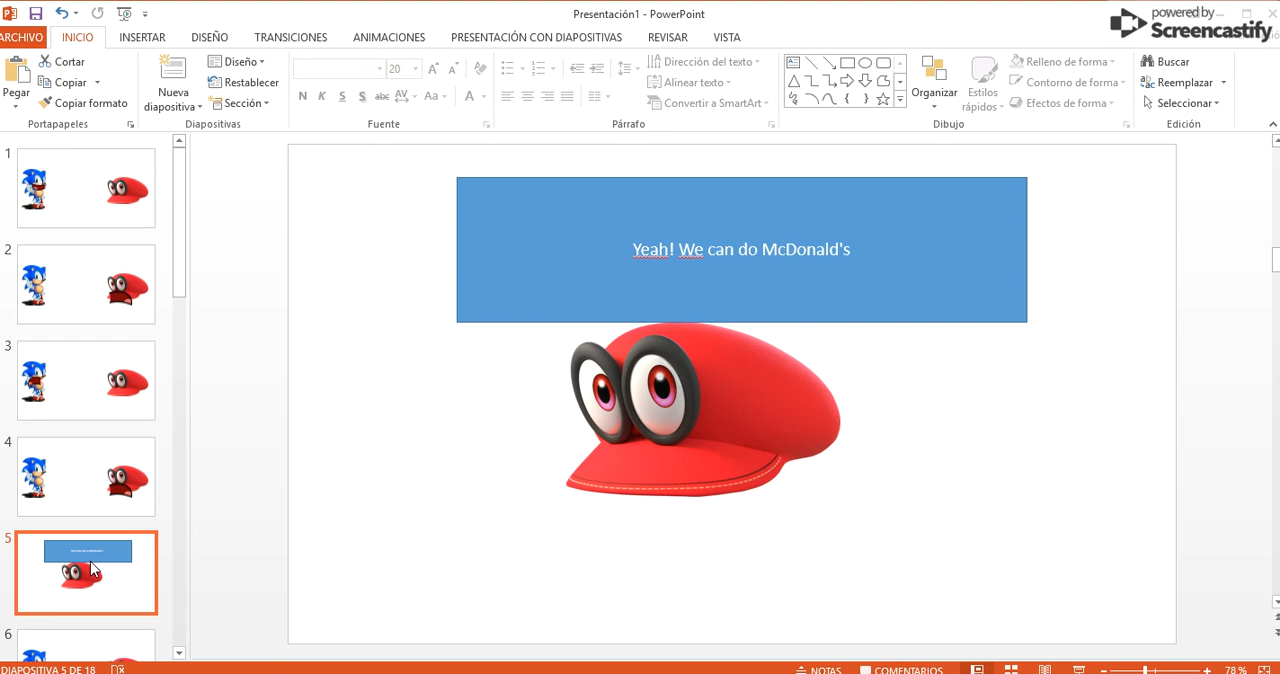 Presentación1 - PowerPoint
powered by
Screencastify
ARCHIVO INICIO INSERTAR DISEÑO TRANSICIONES ANIMACIONES PRESENTACIÓN CON DIAPOSITIVAS REVISAR VISTA
Pegar
Cortar
Copiar
Copiar formato
Portapapeles
Nueva
diapositiva
Diseño
Restablecer
Sección
Diapositivas
20
N K S S abc AV Aa A
Fuente
Dirección del texto
Alinear texto
Convertir a SmartArt
Párrafo
Organizar
Estilos
rápidos
Relleno de forma
Contorno de forma
Efectos de forma
Dibujo
Buscar
Reemplazar
Seleccionar
Edición
1
2
3
4
5
6
Yeah! We can do McDonald's
DIAPOSITIVA 5 DE 18
NOTAS
COMENTARIOS
78 %